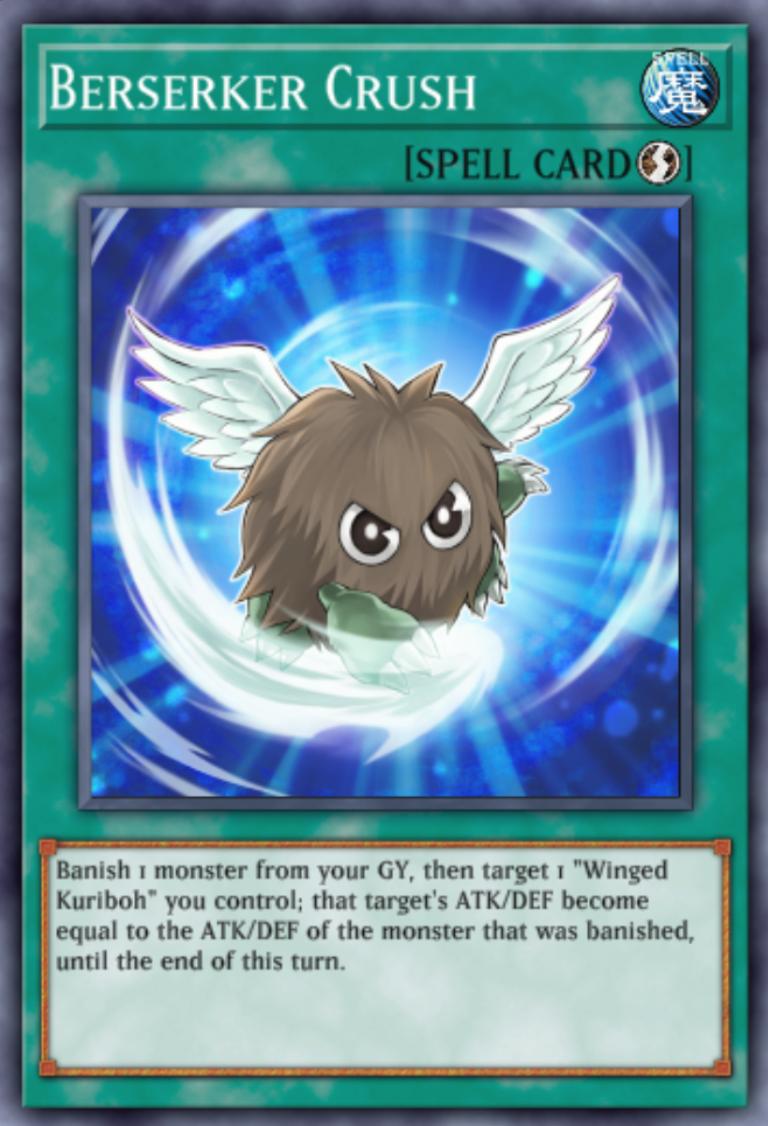 BERSERKER CRUSH
SPELL
魔
[SPELL CARD]
Banish 1 monster from your GY, then target 1 "Winged
Kuriboh" you control; that target's ATK/DEF become
equal to the ATK/DEF of the monster that was banished,
until the end of this turn.